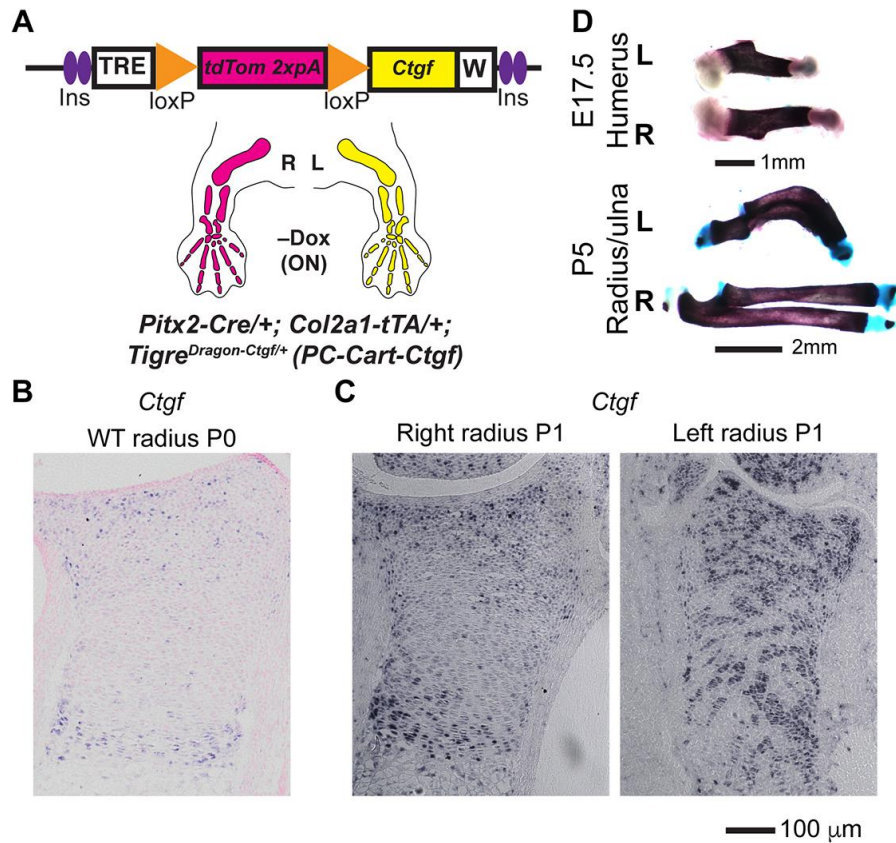 A
TRE
tdTom 2xpA
Ctgf
W
Ins
loxP
loxP
Ins
R L
–Dox
(ON)
Pitx2-Cre/+; Col2a1-tTA/+;
Tigre^Dragon-Ctgf/+ (PC-Cart-Ctgf)
B
Ctgf
WT radius P0
C
Ctgf
Right radius P1
Left radius P1
100 μm
D
E17.5
Humerus
L
R
1mm
P5
Radius/ulna
L
R
2mm